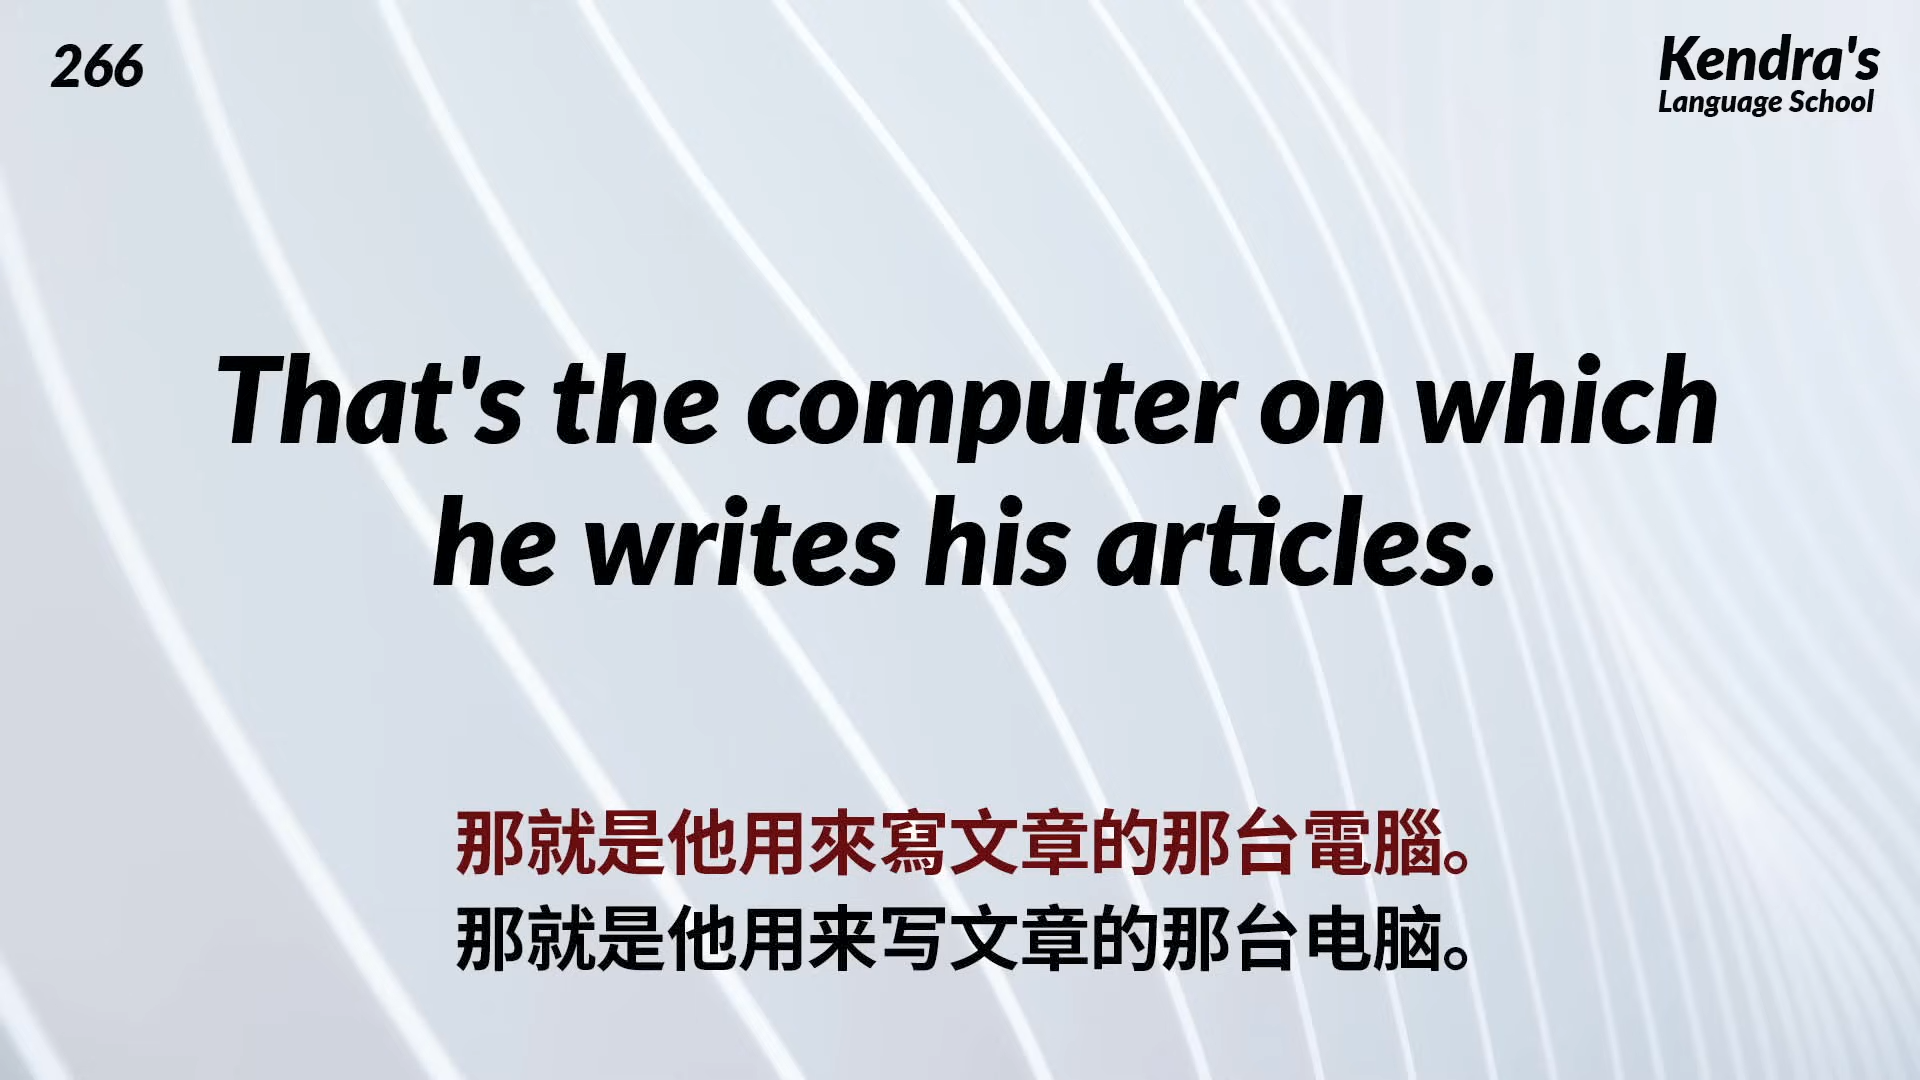 266
Kendra's
Language School
That's the computer on which
he writes his articles.
那就是他用來寫文章的那台電腦。
那就是他用来写文章的那台电脑。